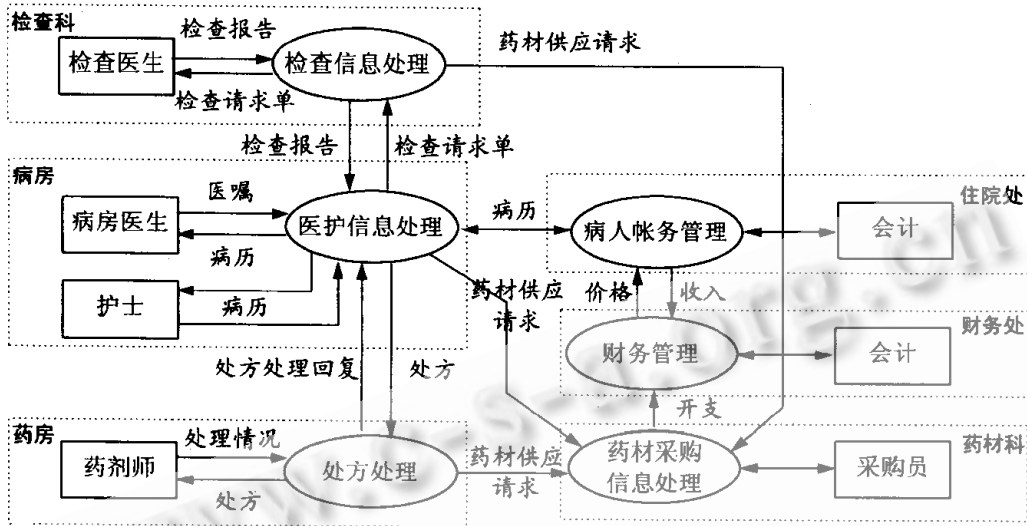 检查科
检查医生
检查报告
检查请求单
检查信息处理
药材供应请求
检查报告
检查请求单
病房
病房医生
医嘱
病历
护士
病历
医护信息处理
病历
住院处
病人帐务管理
会计
药材供应
请求
价格
收入
财务处
财务管理
会计
处方处理回复
处方
开支
药房
药剂师
处理情况
处方
处方处理
药材供应
请求
药材科
药材采购
信息处理
采购员